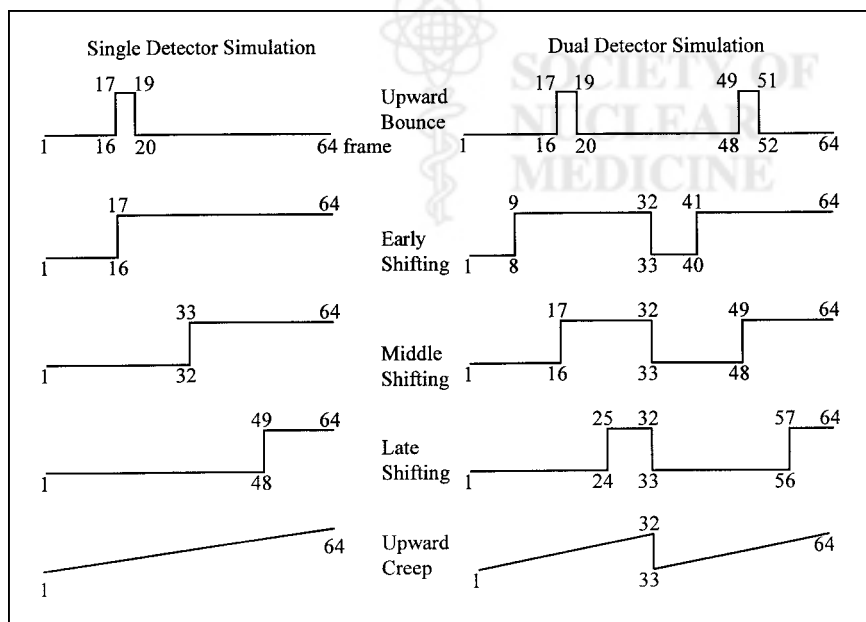 Single Detector Simulation
Dual Detector Simulation
SOCIETY OF
NUCLEAR
MEDICINE
17 19
Upward
Bounce
17 19 49 51
1 16 20 64 frame
1 16 20 48 52 64
17 64
Early
Shifting
9 32 41 64
1 16
1 8 33 40
33 64
Middle
Shifting
17 32 49 64
1 32
1 16 33 48
49 64
Late
Shifting
25 32 57 64
1 48
1 24 33 56
64
1
Upward
Creep
32 64
1 33